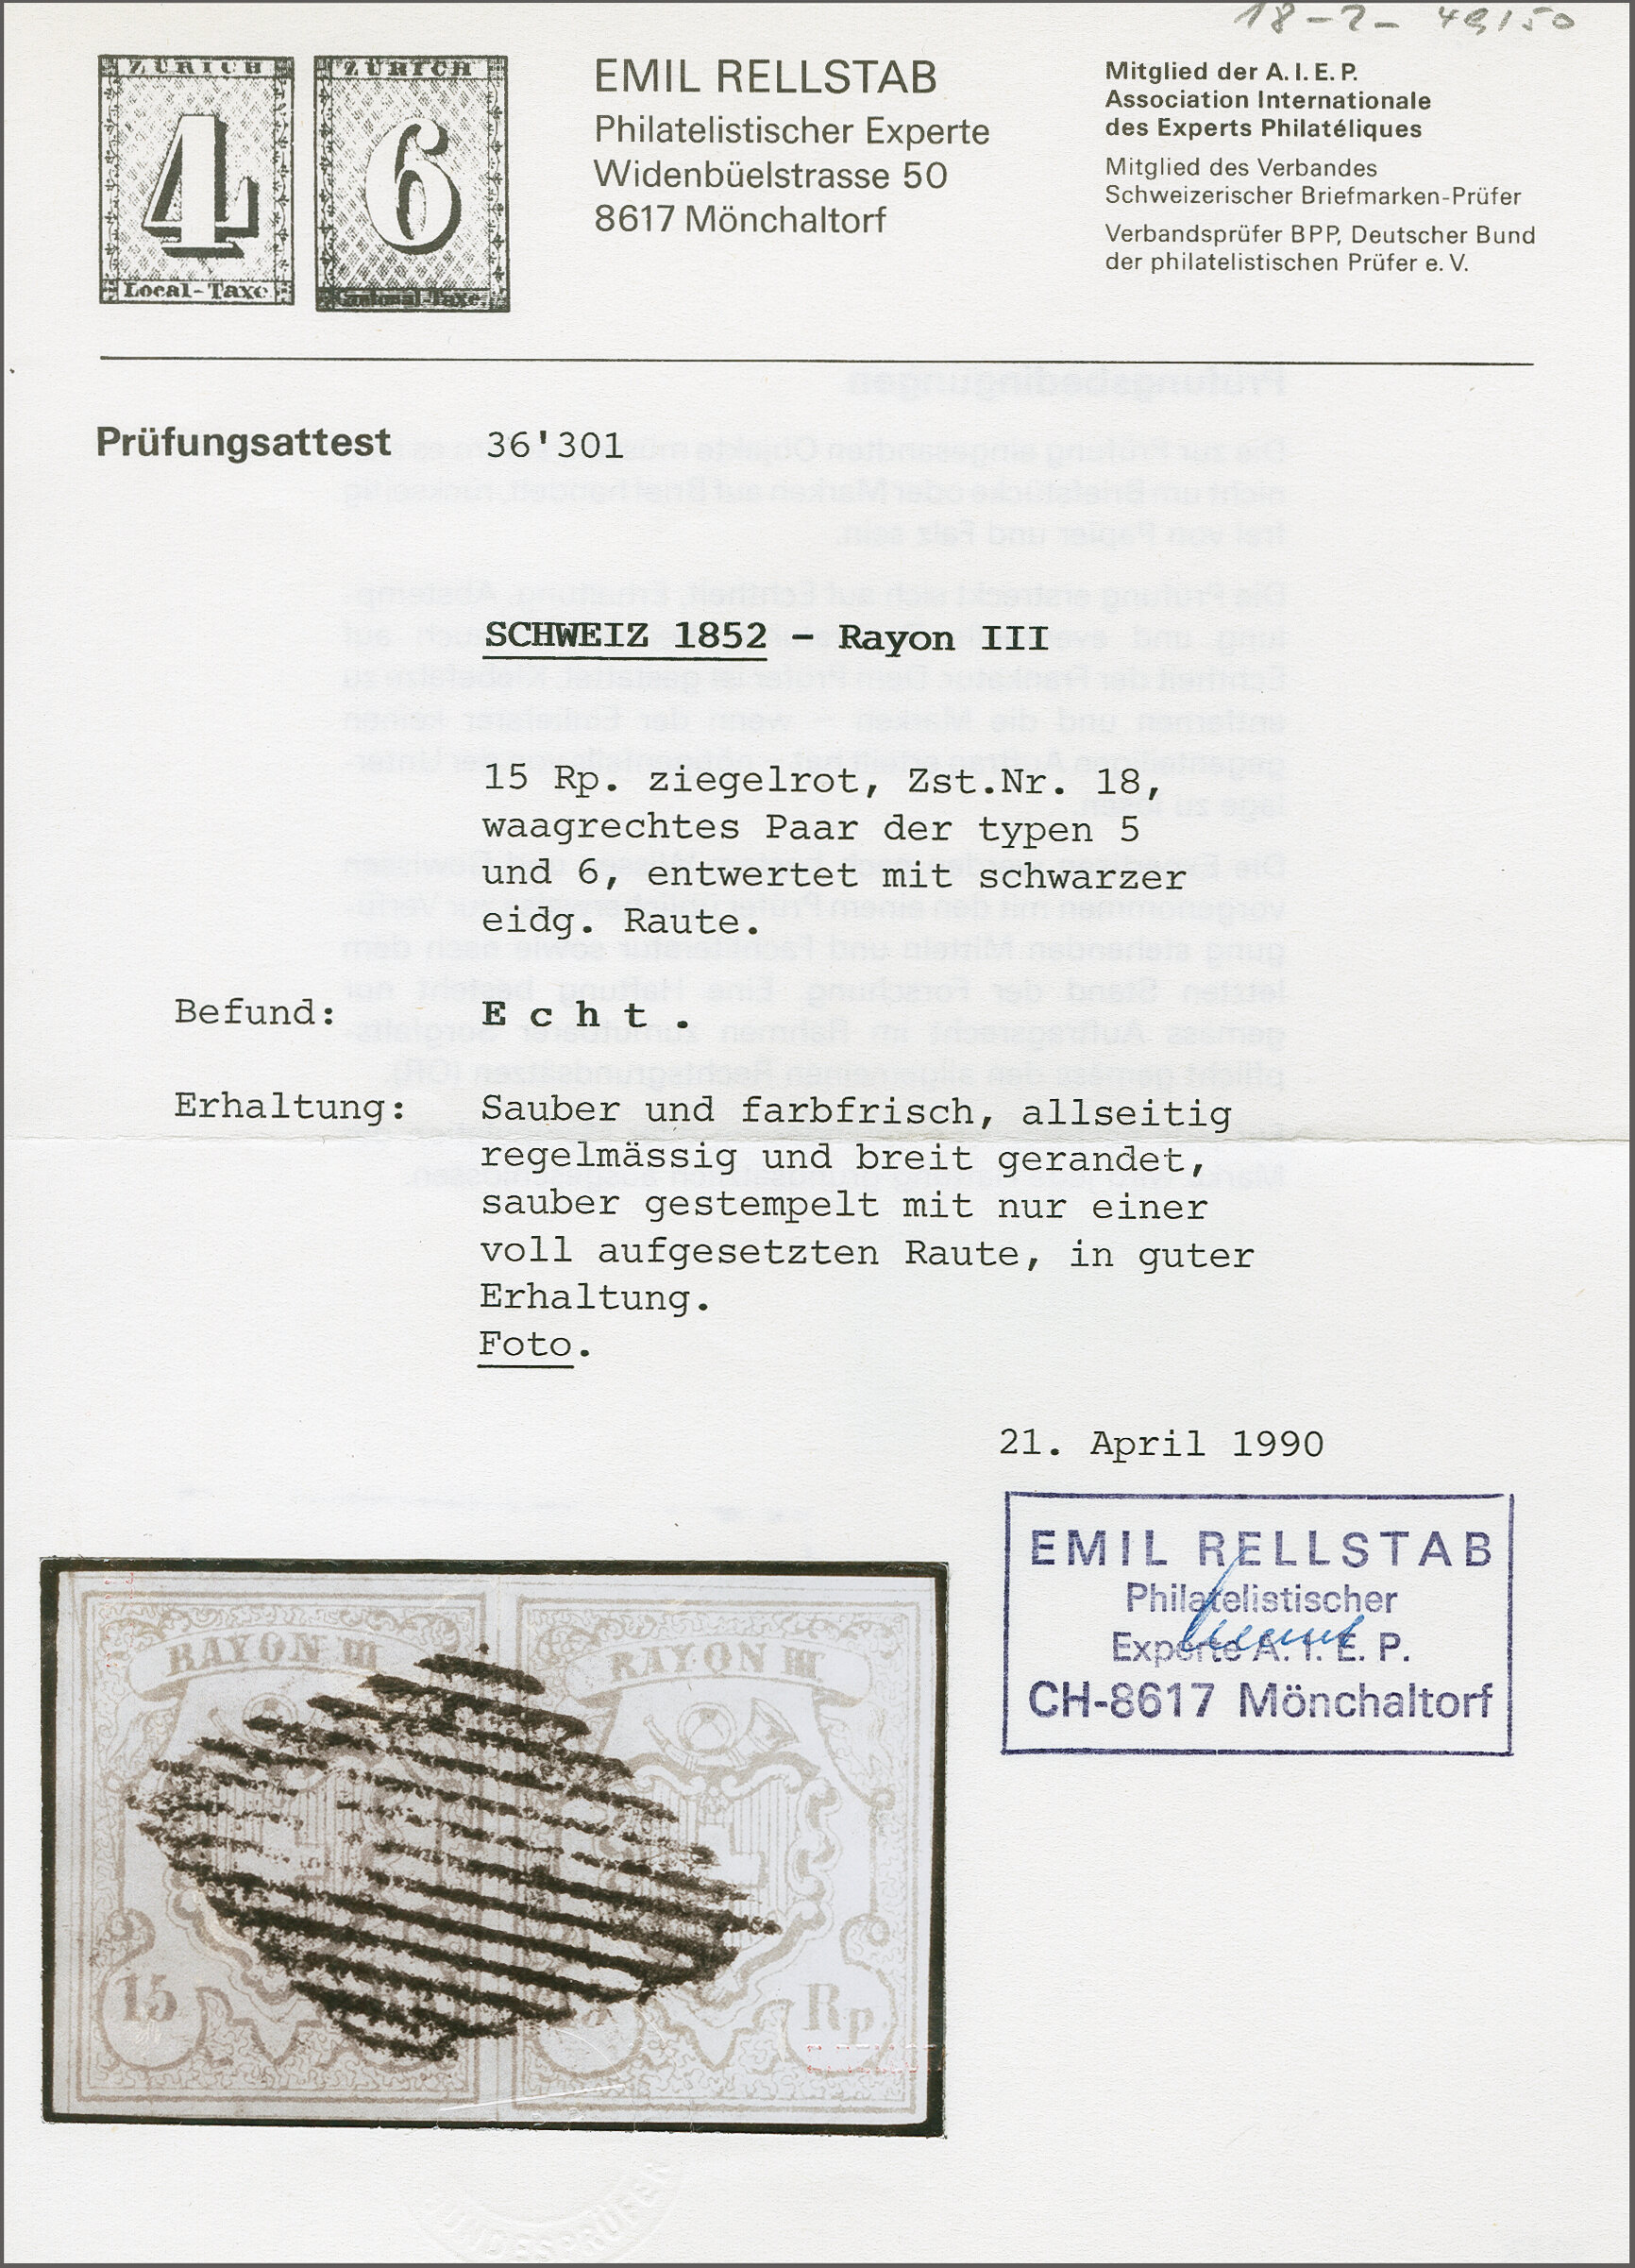 18-2- 49/50
ZÜRICH
4
Local-Taxe
ZÜRICH
6
Cantonal-Taxe
EMIL RELLSTAB
Philatelistischer Experte
Widenbüelstrasse 50
8617 Mönchaltorf
Mitglied der A.I.E.P.
Association Internationale
des Experts Philatéliques
Mitglied des Verbandes
Schweizerischer Briefmarken-Prüfer
Verbandsprüfer BPP, Deutscher Bund
der philatelistischen Prüfer e.V.
Prüfungsattest 36'301
SCHWEIZ 1852 - Rayon III
15 Rp. ziegelrot, Zst.Nr. 18,
waagrechtes Paar der typen 5
und 6, entwertet mit schwarzer
eidg. Raute.
Befund: E c h t .
Erhaltung: Sauber und farbfrisch, allseitig
regelmässig und breit gerandet,
sauber gestempelt mit nur einer
voll aufgesetzten Raute, in guter
Erhaltung.
Foto.
21. April 1990
EMIL RELLSTAB
Philatelistischer
Experte A. I. E. P.
CH-8617 Mönchaltorf
RAYON III
RAYON III
15
Rp.
BUNDESPRÜFER